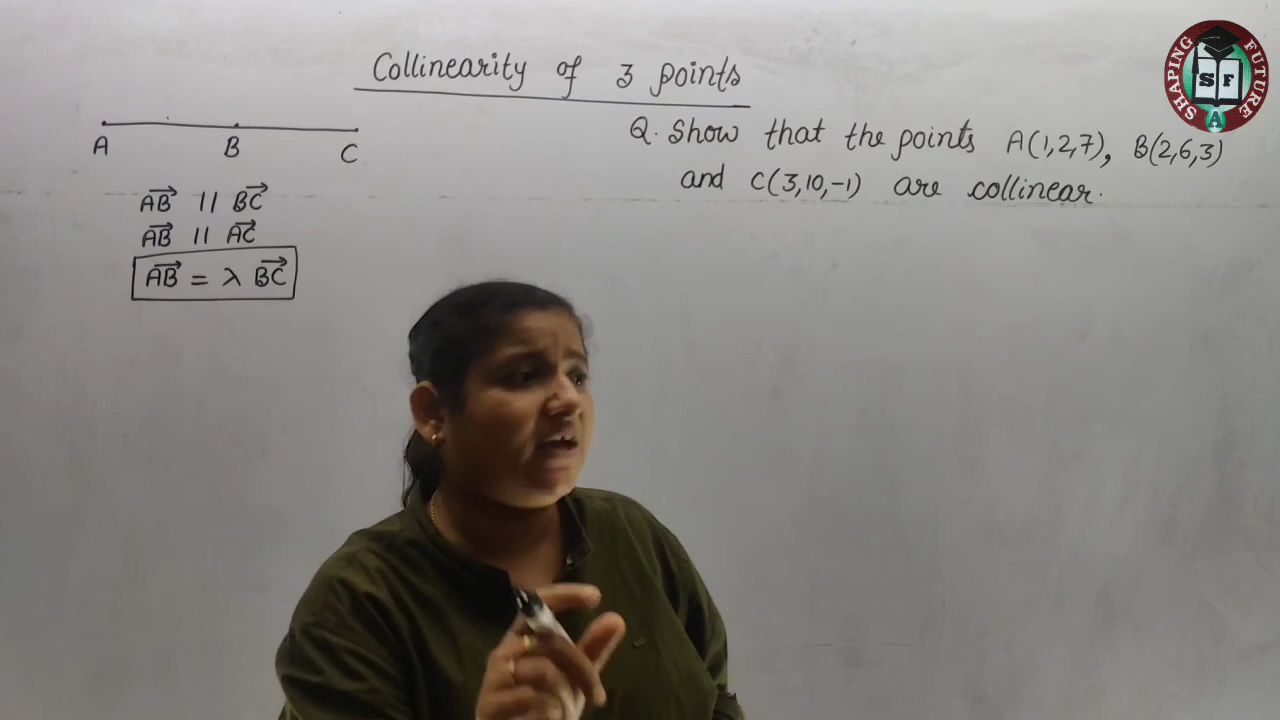 Collinearity of 3 points
A B C
AB || BC
AB || AC
AB = λ BC
Q. Show that the points A(1,2,7), B(2,6,3)
and C(3,10,-1) are collinear.
SHAPING FUTURE
S F
A